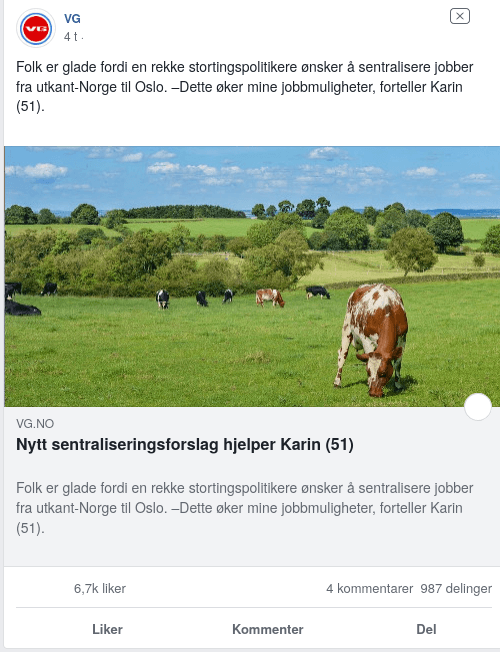 VG
VG
4 t ·
Folk er glade fordi en rekke stortingspolitikere ønsker å sentralisere jobber
fra utkant-Norge til Oslo. –Dette øker mine jobbmuligheter, forteller Karin
(51).
VG.NO
Nytt sentraliseringsforslag hjelper Karin (51)
Folk er glade fordi en rekke stortingspolitikere ønsker å sentralisere jobber
fra utkant-Norge til Oslo. –Dette øker mine jobbmuligheter, forteller Karin
(51).
6,7k liker 4 kommentarer 987 delinger
Liker Kommenter Del